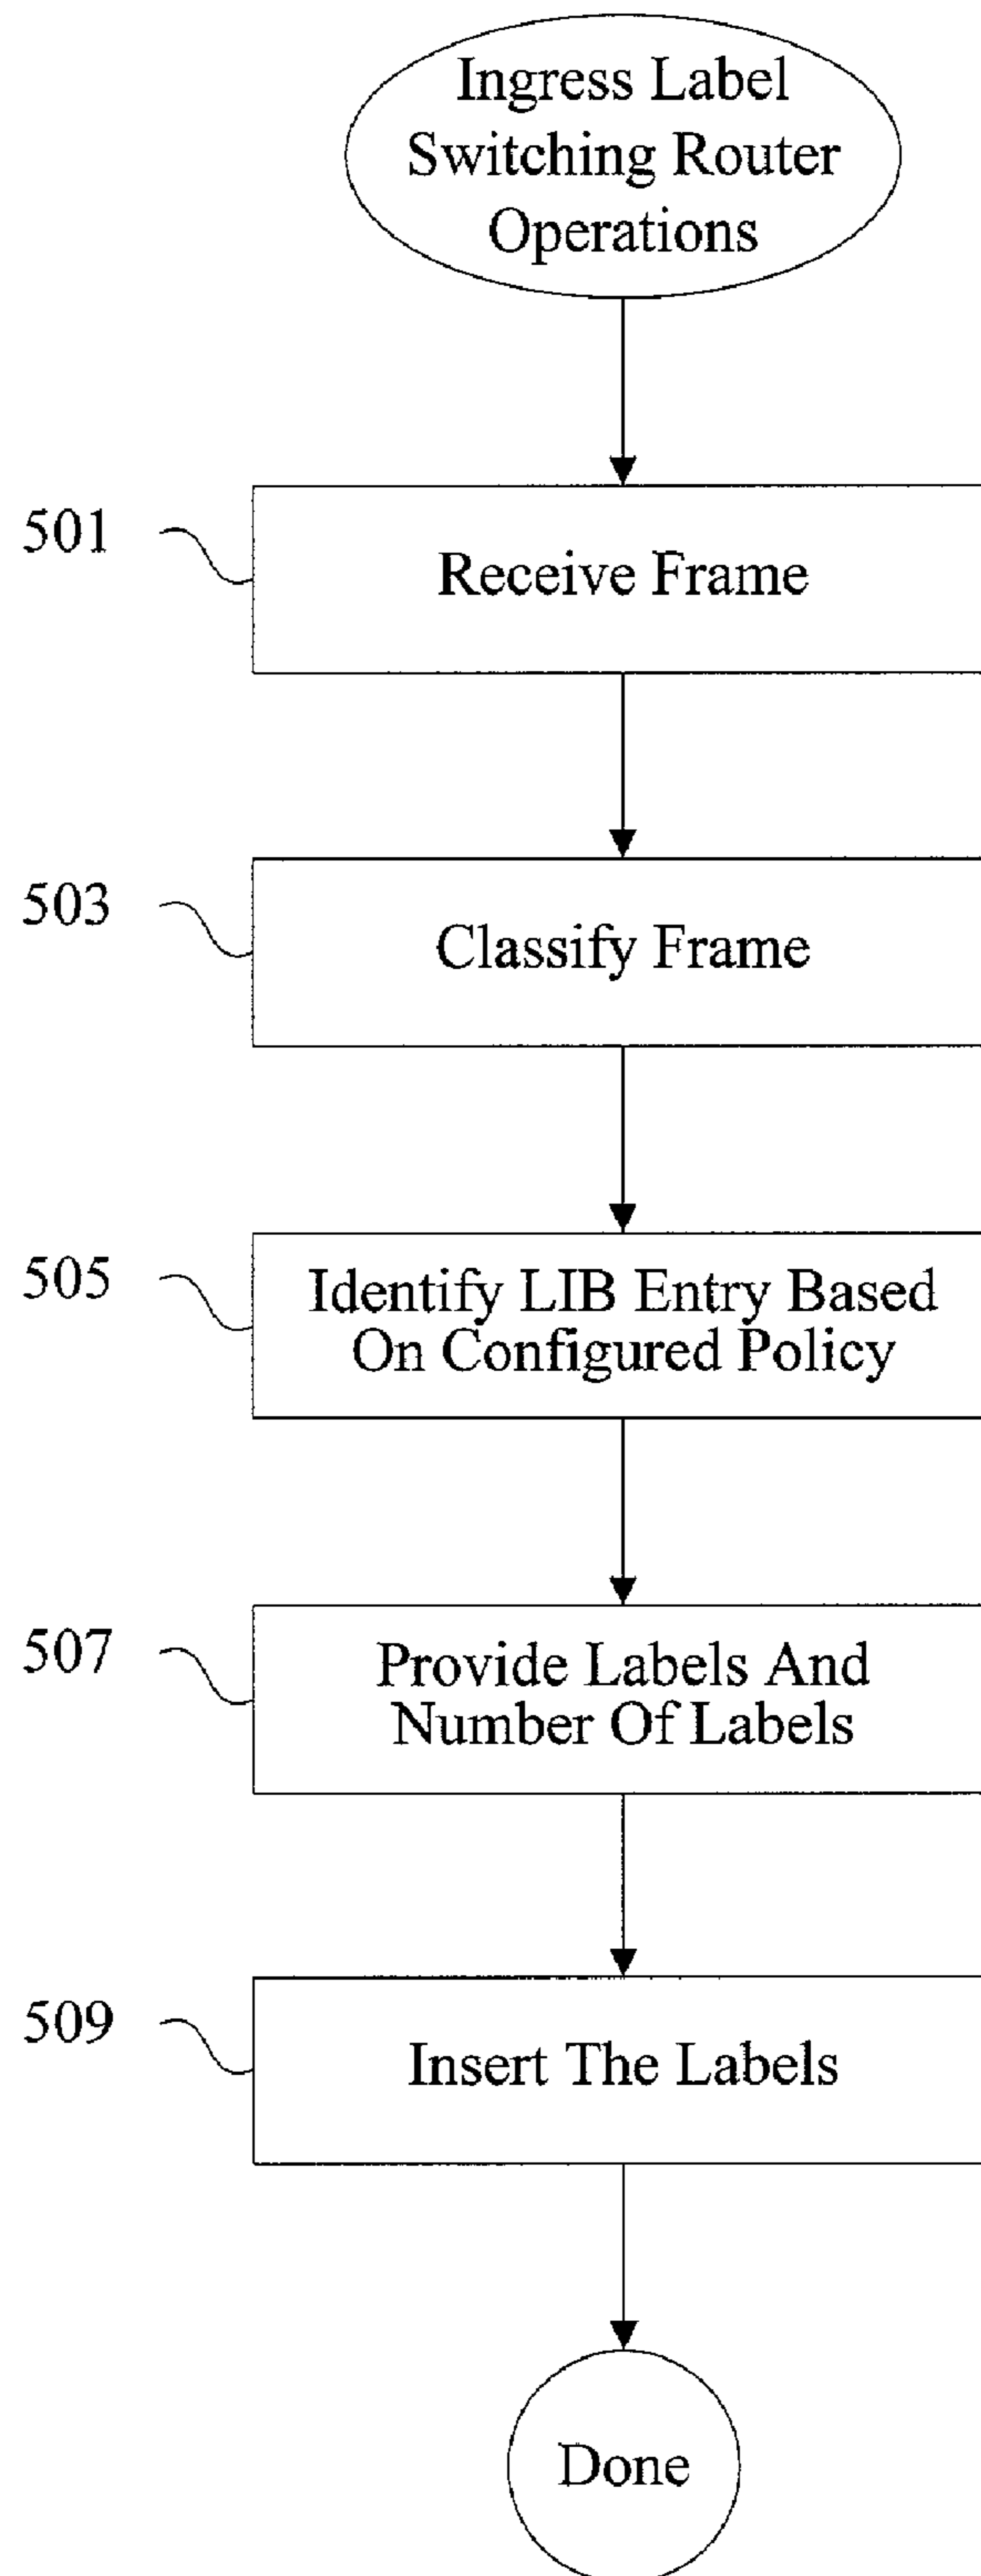 Ingress Label
Switching Router
Operations
501
Receive Frame
503
Classify Frame
505
Identify LIB Entry Based
On Configured Policy
507
Provide Labels And
Number Of Labels
509
Insert The Labels
Done